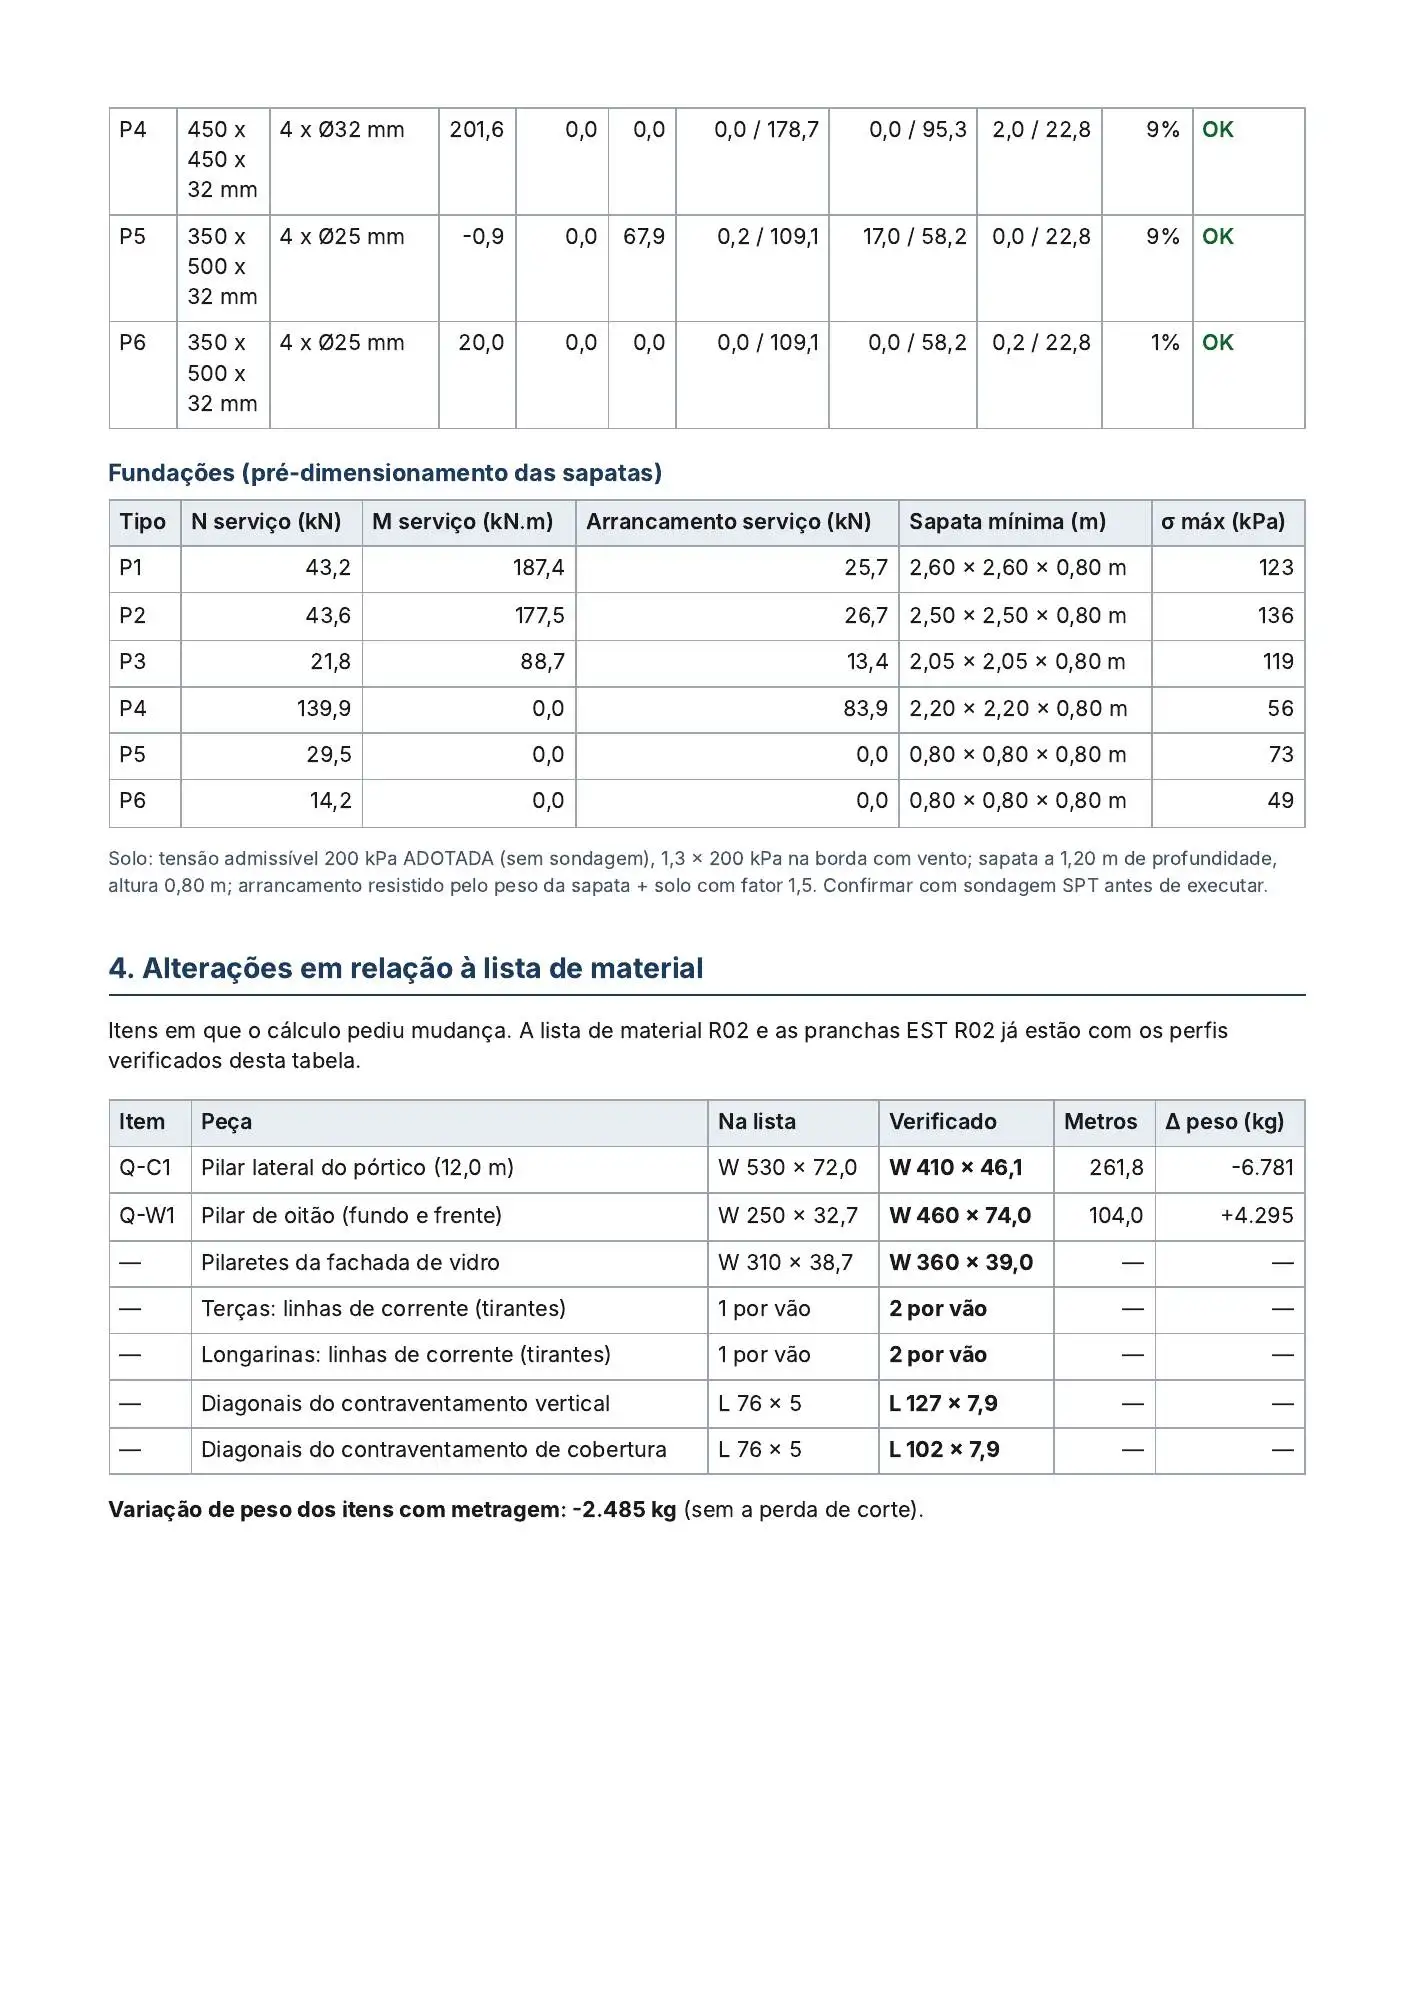 P4 450 x 450 x 32 mm 4 x Ø32 mm 201,6 0,0 0,0 0,0 / 178,7 0,0 / 95,3 2,0 / 22,8 9% OK
P5 350 x 500 x 32 mm 4 x Ø25 mm -0,9 0,0 67,9 0,2 / 109,1 17,0 / 58,2 0,0 / 22,8 9% OK
P6 350 x 500 x 32 mm 4 x Ø25 mm 20,0 0,0 0,0 0,0 / 109,1 0,0 / 58,2 0,2 / 22,8 1% OK
Fundações (pré-dimensionamento das sapatas)
Tipo N serviço (kN) M serviço (kN.m) Arrancamento serviço (kN) Sapata mínima (m) σ máx (kPa)
P1 43,2 187,4 25,7 2,60 × 2,60 × 0,80 m 123
P2 43,6 177,5 26,7 2,50 × 2,50 × 0,80 m 136
P3 21,8 88,7 13,4 2,05 × 2,05 × 0,80 m 119
P4 139,9 0,0 83,9 2,20 × 2,20 × 0,80 m 56
P5 29,5 0,0 0,0 0,80 × 0,80 × 0,80 m 73
P6 14,2 0,0 0,0 0,80 × 0,80 × 0,80 m 49
Solo: tensão admissível 200 kPa ADOTADA (sem sondagem), 1,3 × 200 kPa na borda com vento; sapata a 1,20 m de profundidade,
altura 0,80 m; arrancamento resistido pelo peso da sapata + solo com fator 1,5. Confirmar com sondagem SPT antes de executar.
4. Alterações em relação à lista de material
Itens em que o cálculo pediu mudança. A lista de material R02 e as pranchas EST R02 já estão com os perfis
verificados desta tabela.
Item Peça Na lista Verificado Metros Δ peso (kg)
Q-C1 Pilar lateral do pórtico (12,0 m) W 530 × 72,0 W 410 × 46,1 261,8 -6.781
Q-W1 Pilar de oitão (fundo e frente) W 250 × 32,7 W 460 × 74,0 104,0 +4.295
— Pilaretes da fachada de vidro W 310 × 38,7 W 360 × 39,0 — —
— Terças: linhas de corrente (tirantes) 1 por vão 2 por vão — —
— Longarinas: linhas de corrente (tirantes) 1 por vão 2 por vão — —
— Diagonais do contraventamento vertical L 76 × 5 L 127 × 7,9 — —
— Diagonais do contraventamento de cobertura L 76 × 5 L 102 × 7,9 — —
Variação de peso dos itens com metragem: -2.485 kg (sem a perda de corte).